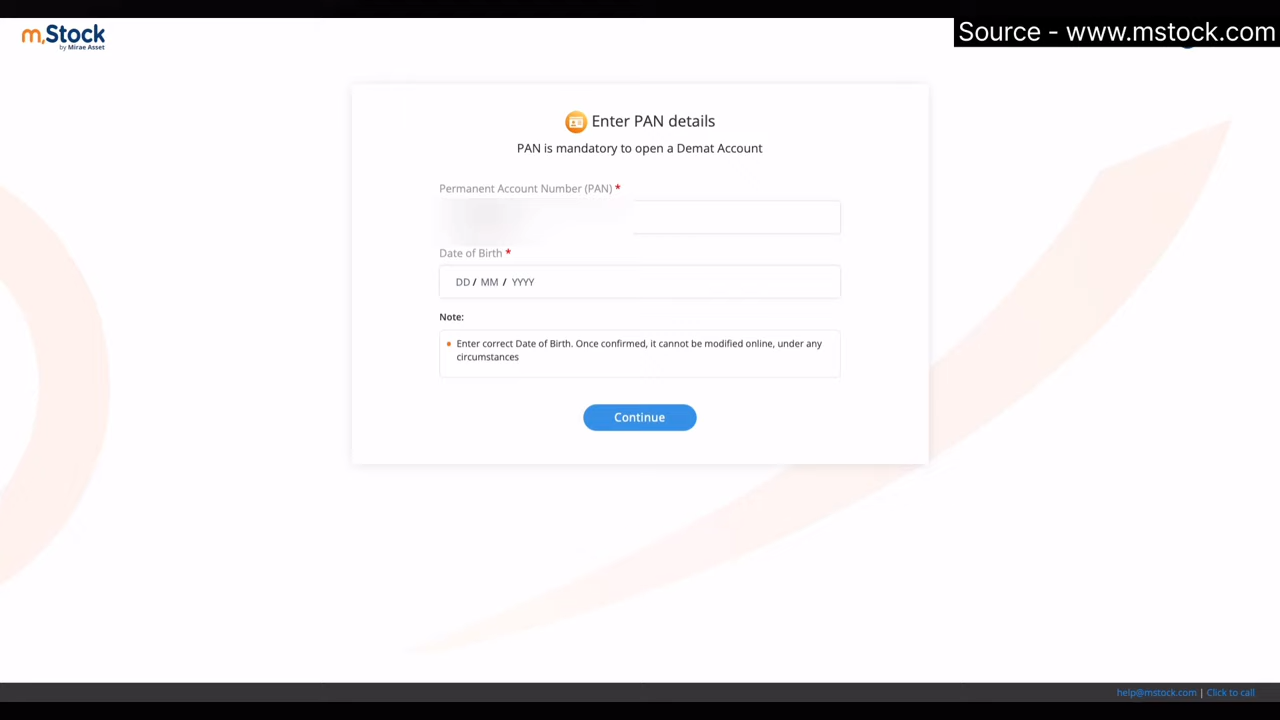 m.Stock
by Mirae Asset
Source - www.mstock.com
Enter PAN details
PAN is mandatory to open a Demat Account
Permanent Account Number (PAN) *
Date of Birth *
DD / MM / YYYY
Note:
Enter correct Date of Birth. Once confirmed, it cannot be modified online, under any
circumstances
Continue
help@mstock.com | Click to call